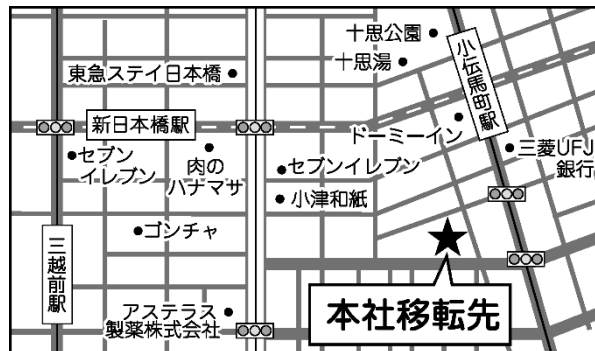 十思公園
十思湯
小伝馬町駅
東急ステイ日本橋
新日本橋駅
ドーミーイン
三菱UFJ
銀行
セブン
イレブン
肉の
ハナマサ
セブンイレブン
小津和紙
ゴンチャ
三越前駅
アステラス
製薬株式会社
本社移転先